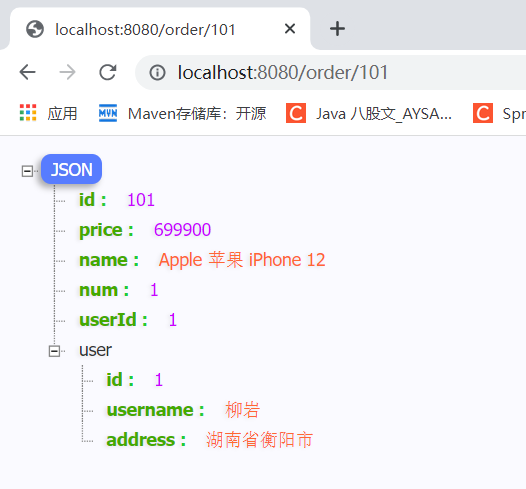 localhost:8080/order/101
localhost:8080/order/101
应用 Maven存储库：开源 Java 八股文_AYSA... Spr
JSON
id : 101
price : 699900
name : Apple 苹果 iPhone 12
num : 1
userId : 1
user
id : 1
username : 柳岩
address : 湖南省衡阳市